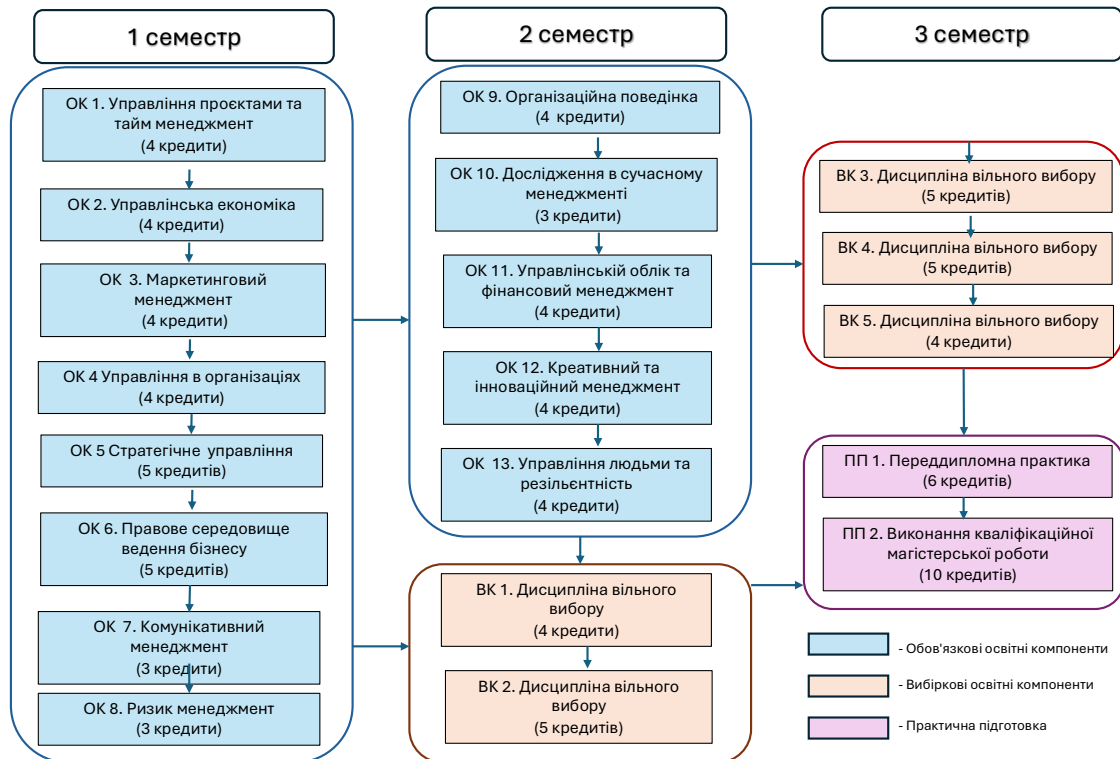 1 семестр
ОК 1. Управління проєктами та
тайм менеджмент
(4 кредити)
ОК 2. Управлінська економіка
(4 кредити)
ОК 3. Маркетинговий
менеджмент
(4 кредити)
ОК 4 Управління в організаціях
(4 кредити)
ОК 5 Стратегічне управління
(5 кредитів)
ОК 6. Правове середовище
ведення бізнесу
(5 кредитів)
ОК 7. Комунікативний
менеджмент
(3 кредити)
ОК 8. Ризик менеджмент
(3 кредити)
2 семестр
ОК 9. Організаційна поведінка
(4 кредити)
ОК 10. Дослідження в сучасному
менеджменті
(3 кредити)
ОК 11. Управлінській облік та
фінансовий менеджмент
(4 кредити)
ОК 12. Креативний та
інноваційний менеджмент
(4 кредити)
ОК 13. Управління людьми та
резільєнтність
(4 кредити)
ВК 1. Дисципліна вільного
вибору
(4 кредити)
ВК 2. Дисципліна вільного
вибору
(5 кредитів)
3 семестр
ВК 3. Дисципліна вільного вибору
(5 кредитів)
ВК 4. Дисципліна вільного вибору
(5 кредитів)
ВК 5. Дисципліна вільного вибору
(4 кредити)
ПП 1. Переддипломна практика
(6 кредитів)
ПП 2. Виконання кваліфікаційної
магістерської роботи
(10 кредитів)
- Обов'язкові освітні компоненти
- Вибіркові освітні компоненти
- Практична підготовка